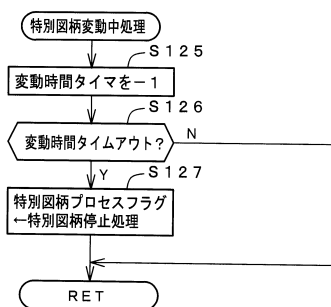 特別図柄変動中処理
S125
変動時間タイマを－1
S126
変動時間タイムアウト?
N
Y
S127
特別図柄プロセスフラグ
←特別図柄停止処理
RET